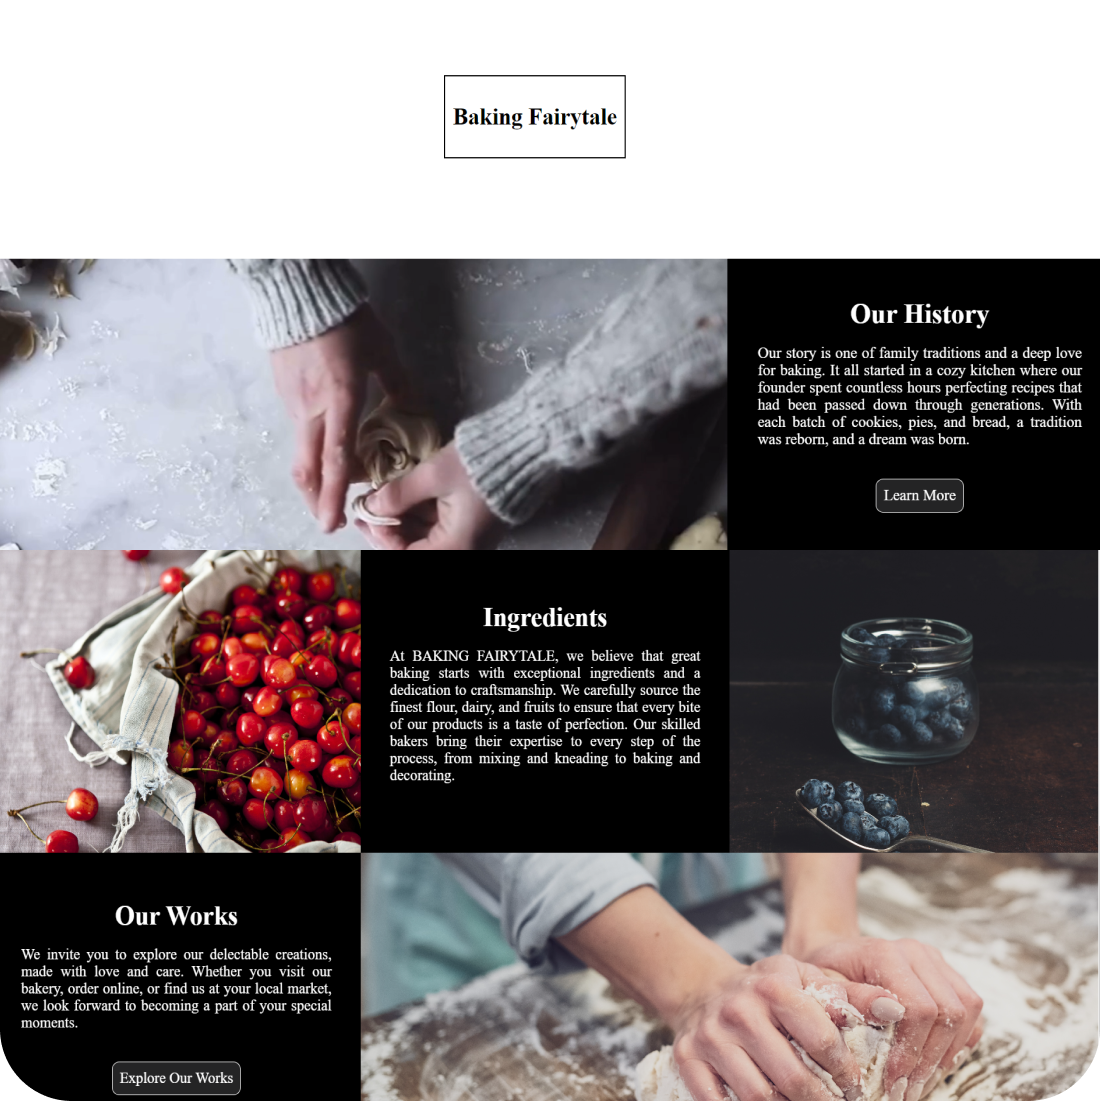 Baking Fairytale
Our History
Our story is one of family traditions and a deep love
for baking. It all started in a cozy kitchen where our
founder spent countless hours perfecting recipes that
had been passed down through generations. With
each batch of cookies, pies, and bread, a tradition
was reborn, and a dream was born.
Learn More
Ingredients
At BAKING FAIRYTALE, we believe that great
baking starts with exceptional ingredients and a
dedication to craftsmanship. We carefully source the
finest flour, dairy, and fruits to ensure that every bite
of our products is a taste of perfection. Our skilled
bakers bring their expertise to every step of the
process, from mixing and kneading to baking and
decorating.
Our Works
We invite you to explore our delectable creations,
made with love and care. Whether you visit our
bakery, order online, or find us at your local market,
we look forward to becoming a part of your special
moments.
Explore Our Works